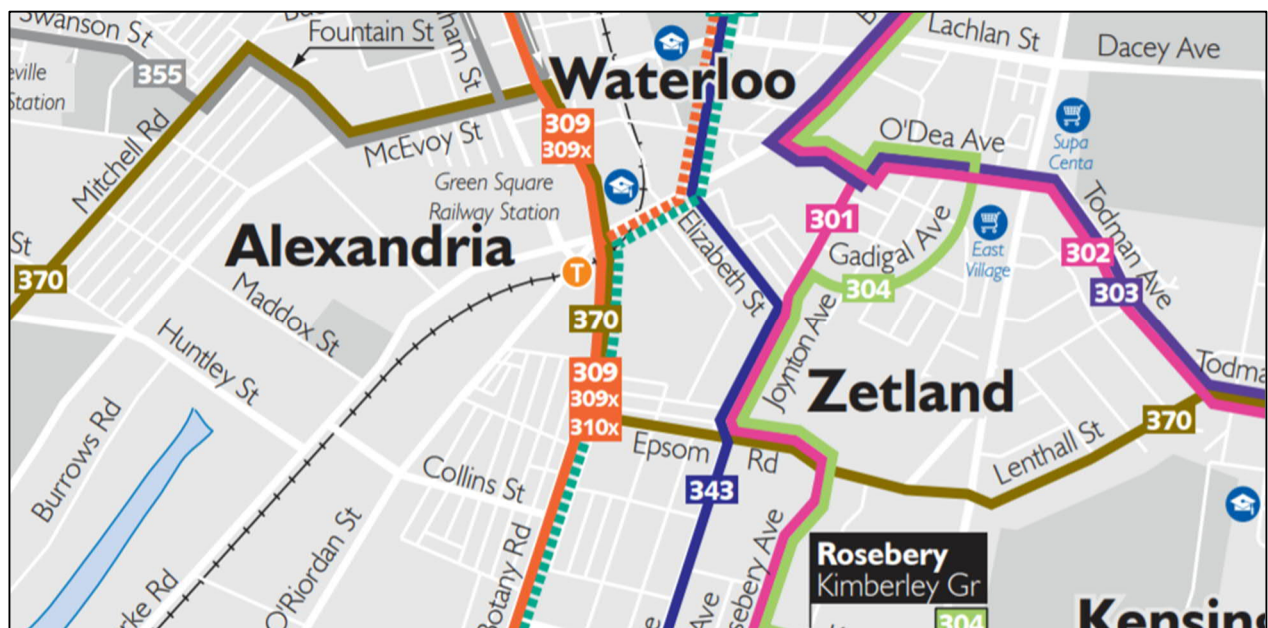 Swanson St
Fountain St
Lachlan St
Dacey Ave
355
eville
Station
Waterloo
309
309x
McEvoy St
Mitchell Rd
O'Dea Ave
Supa
Centa
Green Square
Railway Station
St
370
Alexandria
T
Elizabeth St
301
Gadigal Ave
304
East
Village
302
303
Todman Ave
Maddox St
370
Huntley St
309
309x
310x
Joynton Ave
Zetland
Todma
370
Epsom
Rd
Lenthall St
Burrows Rd
Collins St
343
O'Riordan St
Botany Rd
sebery Ave
Ave
rke Rd
Rosebery
Kimberley Gr
304
Kensing